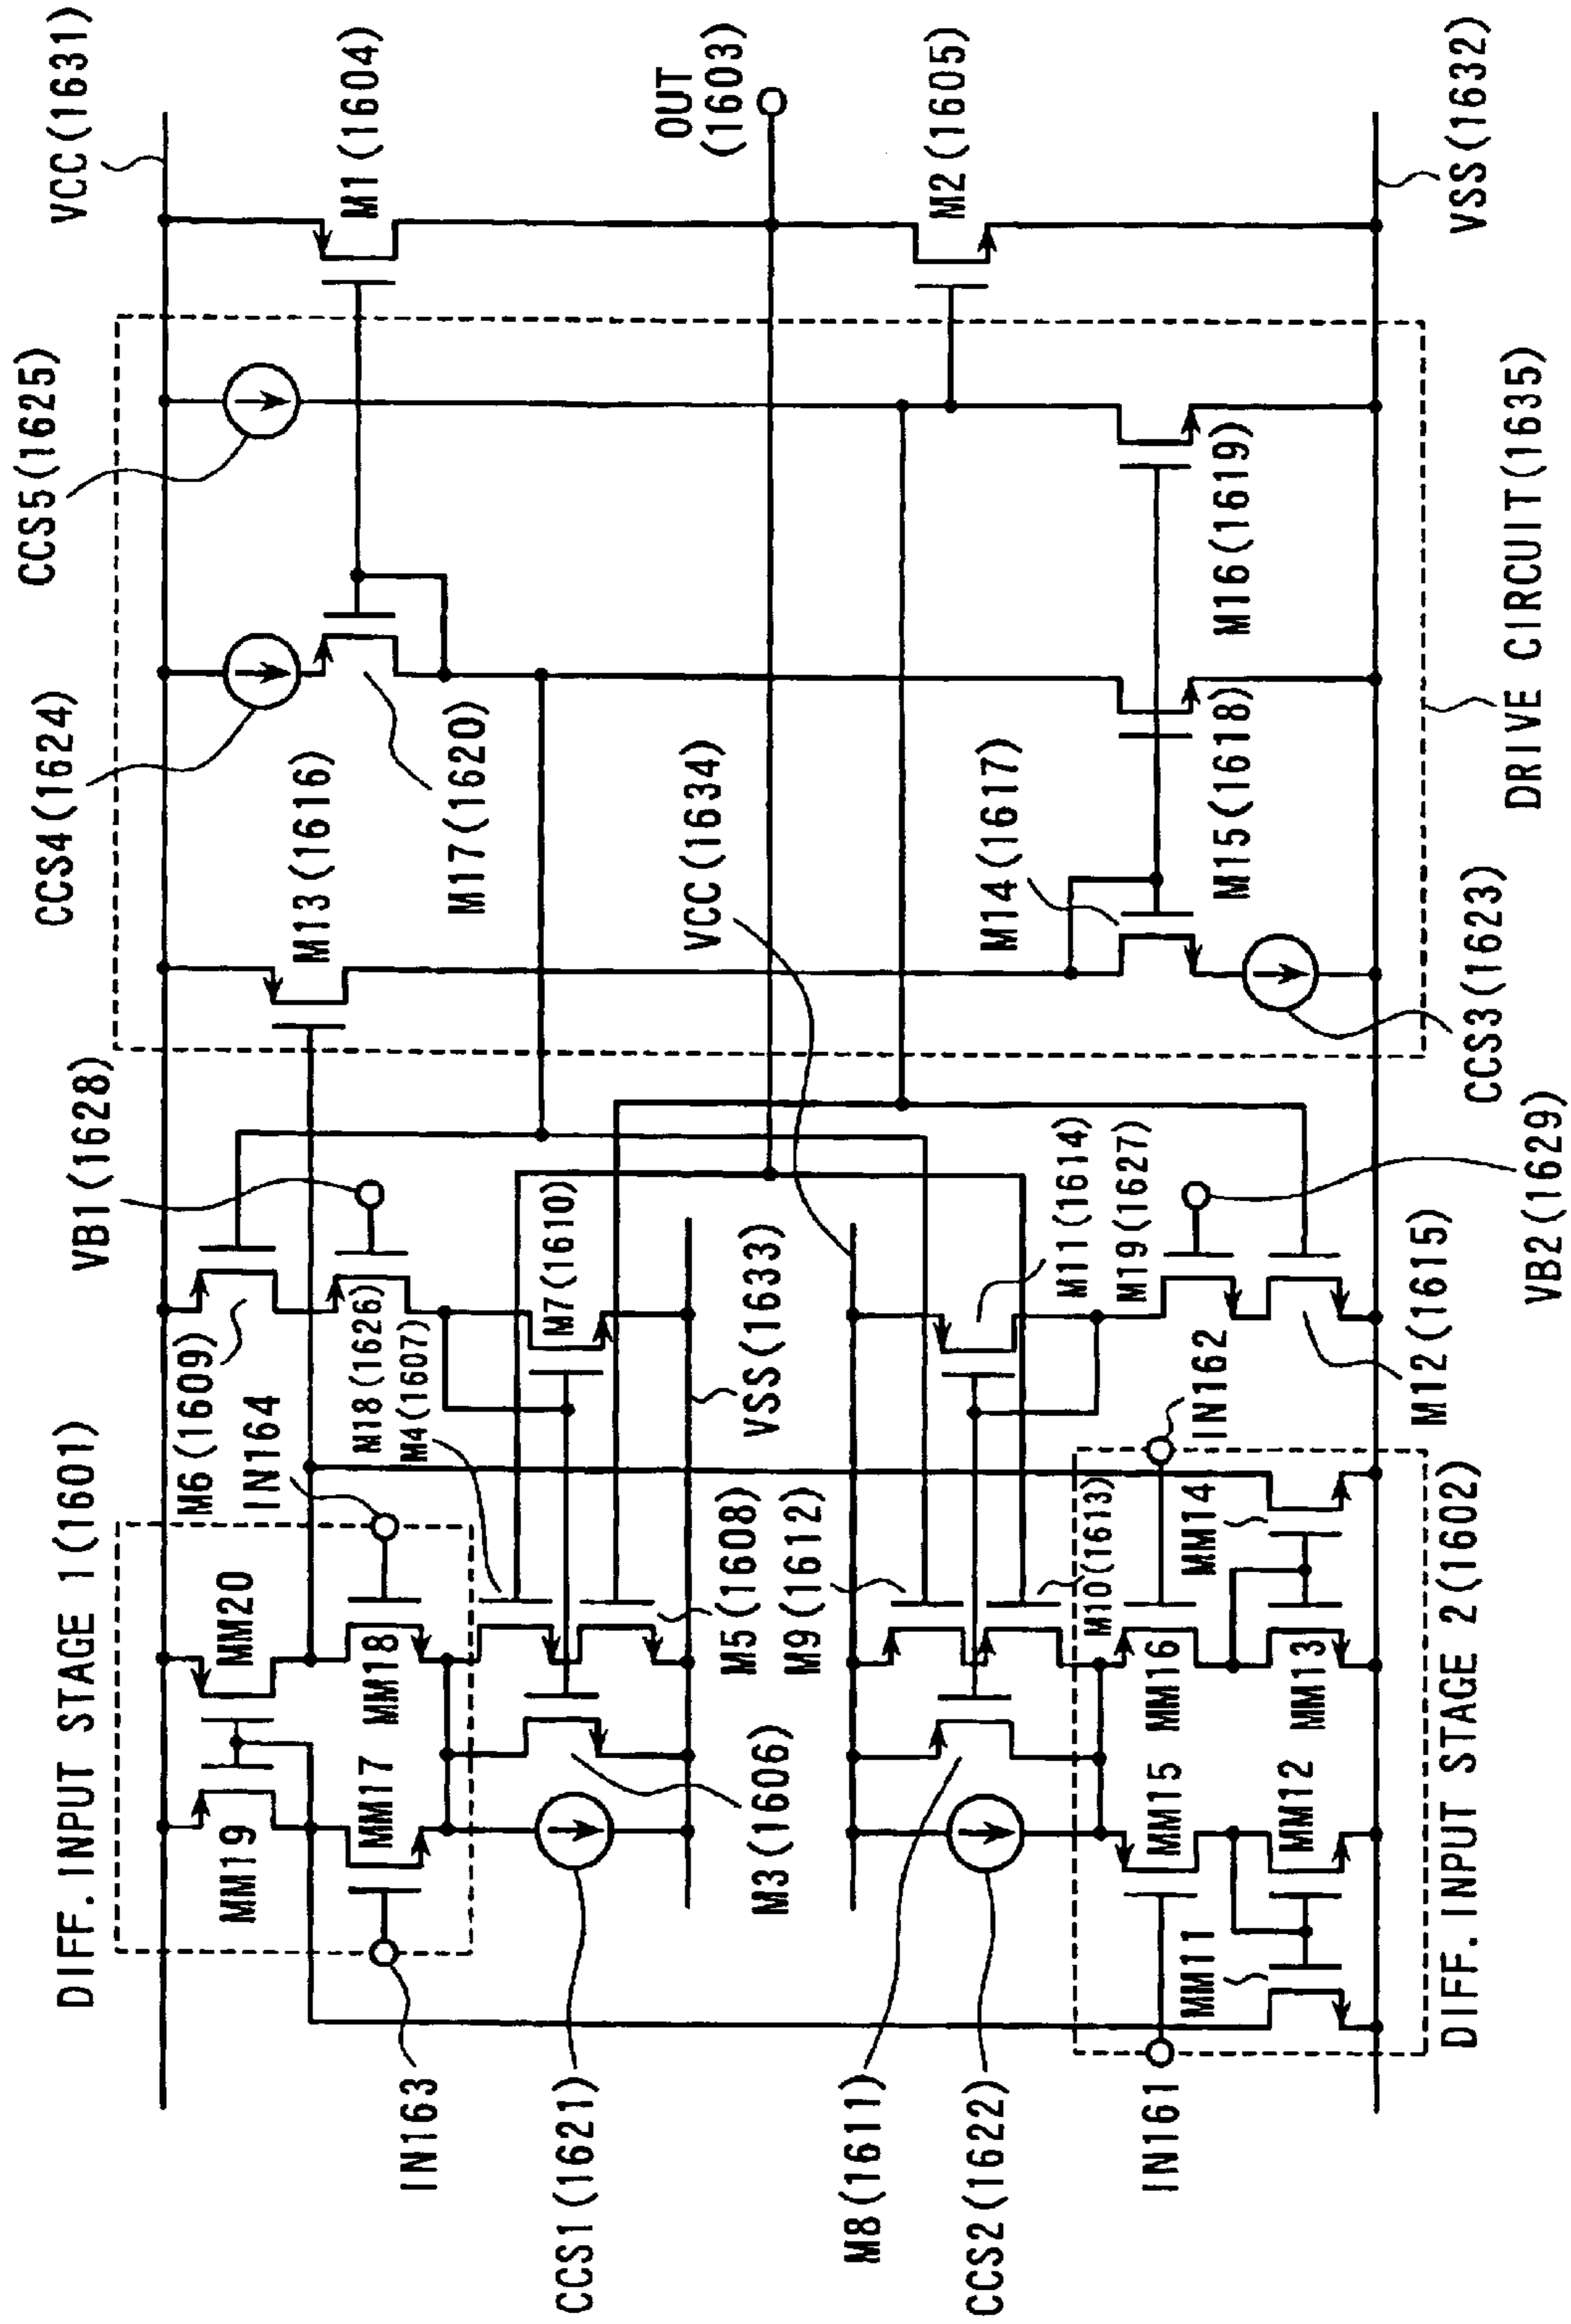 VCC(1631)
M1(1604)
OUT
(1603)
M2(1605)
VSS(1632)
CCS5(1625)
CCS4(1624)
M13(1616)
M17(1620)
M16(1619)
M15(1618)
M14(1617)
CCS3(1623)
DRIVE CIRCUIT(1635)
VCC(1634)
VB1(1628)
M6(1609)
M18(1626)
M4(1607)
M7(1610)
VSS(1633)
M11(1614)
M19(1627)
VB2(1629)
M12(1615)
IN164
IN162
DIFF. INPUT STAGE 1(1601)
MM20
MM18
MM19
MM17
M5(1608)
M9(1612)
M10(1613)
MM14
MM16
MM13
M3(1606)
MM15
MM12
MM11
DIFF. INPUT STAGE 2(1602)
IN163
CCS1(1621)
M8(1611)
CCS2(1622)
IN161